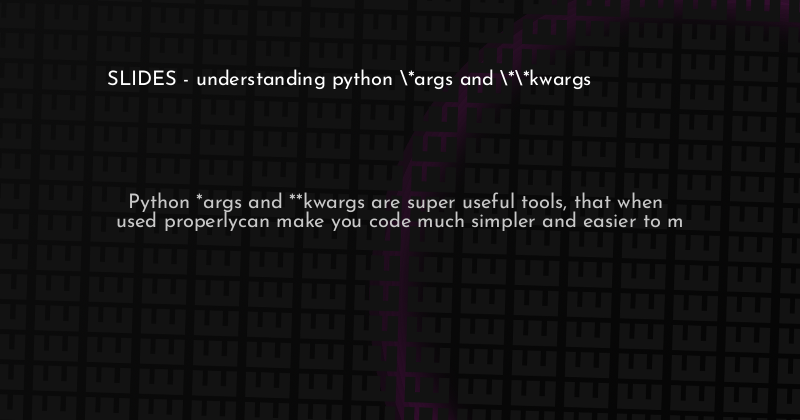 SLIDES - understanding python \*args and \*\*kwargs
Python *args and **kwargs are super useful tools, that when
used properlycan make you code much simpler and easier to m